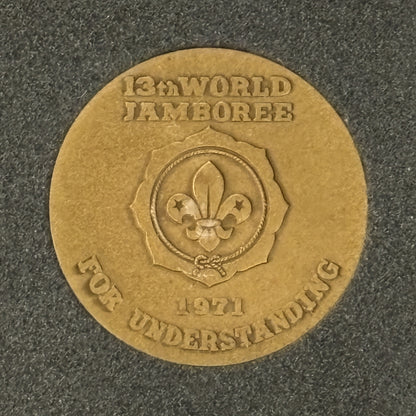 13th WORLD
JAMBOREE
1971
FOR UNDERSTANDING